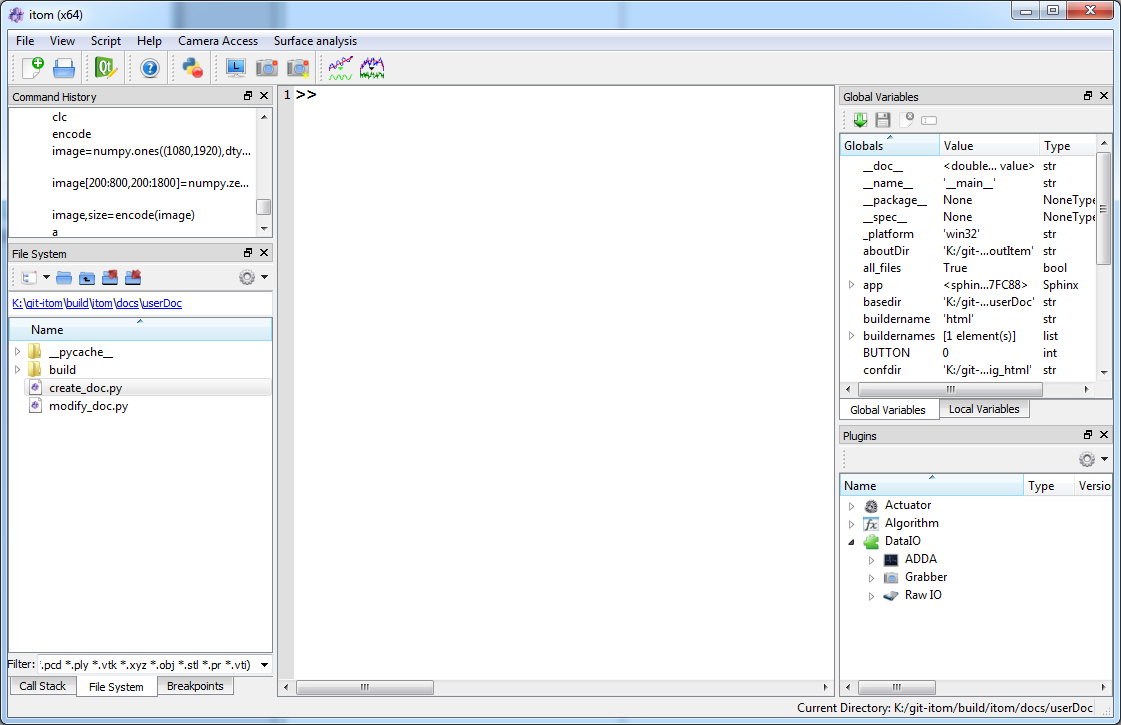 itom (x64)
File View Script Help Camera Access Surface analysis
Command History
clc
encode
image=numpy.ones((1080,1920),dty...
image[200:800,200:1800]=numpy.ze...
image,size=encode(image)
a
File System
K:\git-itom\build\itom\docs\userDoc
Name
__pycache__
build
create_doc.py
modify_doc.py
Filter: *.pcd *.ply *.vtk *.xyz *.obj *.stl *.pr *.vti)
Call Stack File System Breakpoints
1 >>
Global Variables
Globals Value Type
__doc__ <double... value> str
__name__ '__main__' str
__package__ None NoneType
__spec__ None NoneType
_platform 'win32' str
aboutDir 'K:/git-...outItem' str
all_files True bool
app <sphin...7FC88> Sphinx
basedir 'K:/git-...userDoc' str
buildername 'html' str
buildernames [1 element(s)] list
BUTTON 0 int
confdir 'K:/git-...ig_html' str
Global Variables Local Variables
Plugins
Name Type Versio
Actuator
Algorithm
DataIO
ADDA
Grabber
Raw IO
Current Directory: K:/git-itom/build/itom/docs/userDoc